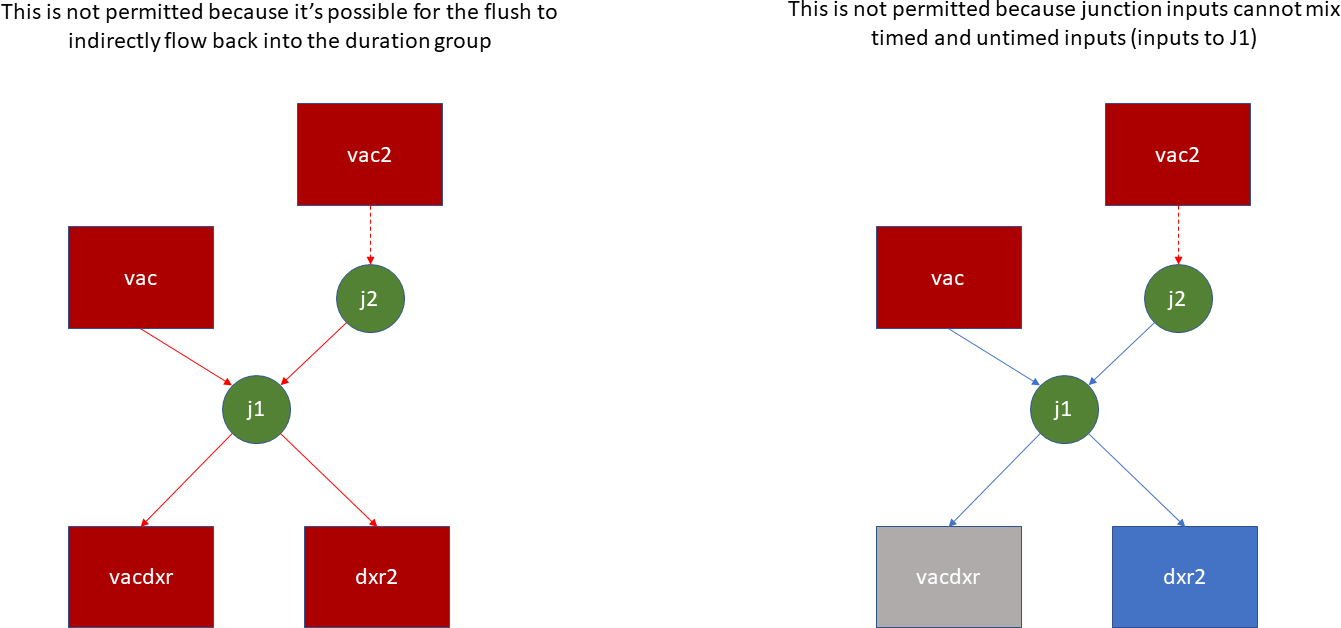 This is not permitted because it’s possible for the flush to
indirectly flow back into the duration group
vac2
vac
j2
j1
vacdxr
dxr2
This is not permitted because junction inputs cannot mix
timed and untimed inputs (inputs to J1)
vac2
vac
j2
j1
vacdxr
dxr2